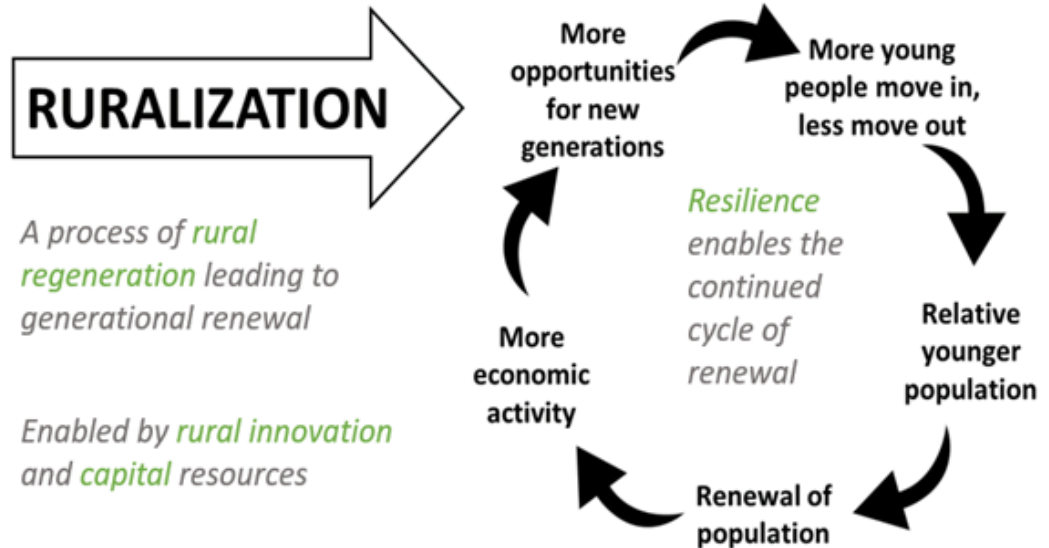 RURALIZATION
A process of rural
regeneration leading to
generational renewal
Enabled by rural innovation
and capital resources
More
opportunities
for new
generations
More young
people move in,
less move out
Relative
younger
population
Renewal of
population
More
economic
activity
Resilience
enables the
continued
cycle of
renewal